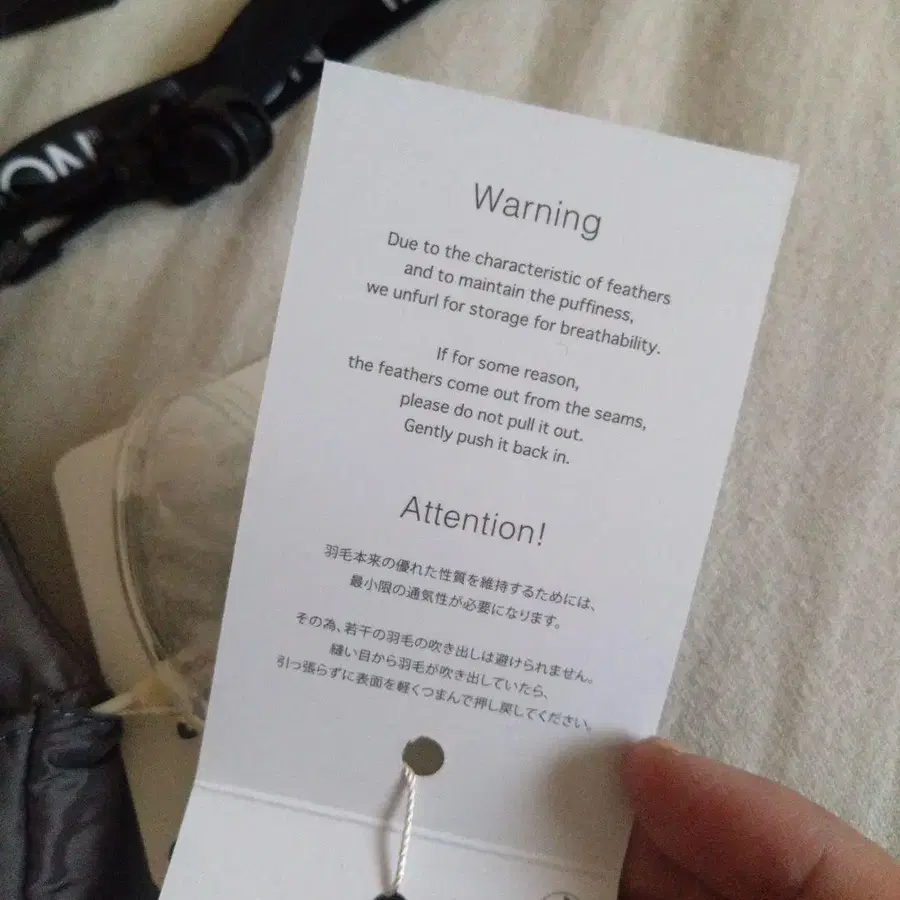 ON
Warning
Due to the characteristic of feathers
and to maintain the puffiness,
we unfurl for storage for breathability.
If for some reason,
the feathers come out from the seams,
please do not pull it out.
Gently push it back in.
Attention!
羽毛本来の優れた性質を維持するためには、
最小限の通気性が必要になります。
その為、若干の羽毛の吹き出しは避けられません。
縫い目から羽毛が吹き出していたら、
引っ張らずに表面を軽くつまんで押し戻してください。